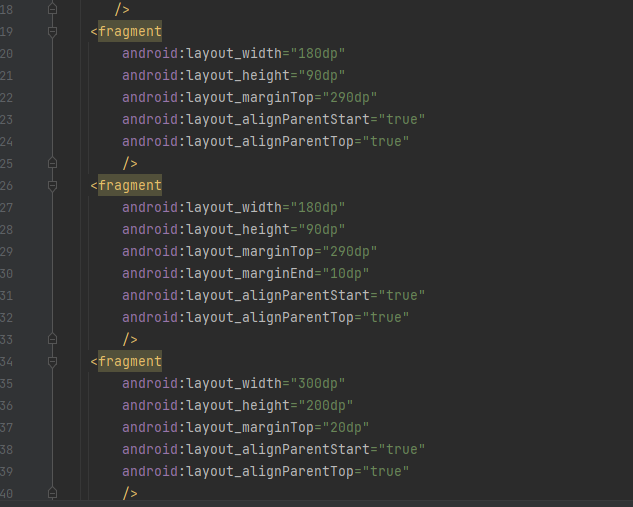 18 />
19 <fragment
20 android:layout_width="180dp"
21 android:layout_height="90dp"
22 android:layout_marginTop="290dp"
23 android:layout_alignParentStart="true"
24 android:layout_alignParentTop="true"
25 />
26 <fragment
27 android:layout_width="180dp"
28 android:layout_height="90dp"
29 android:layout_marginTop="290dp"
30 android:layout_marginEnd="10dp"
31 android:layout_alignParentStart="true"
32 android:layout_alignParentTop="true"
33 />
34 <fragment
35 android:layout_width="300dp"
36 android:layout_height="200dp"
37 android:layout_marginTop="20dp"
38 android:layout_alignParentStart="true"
39 android:layout_alignParentTop="true"
40 />